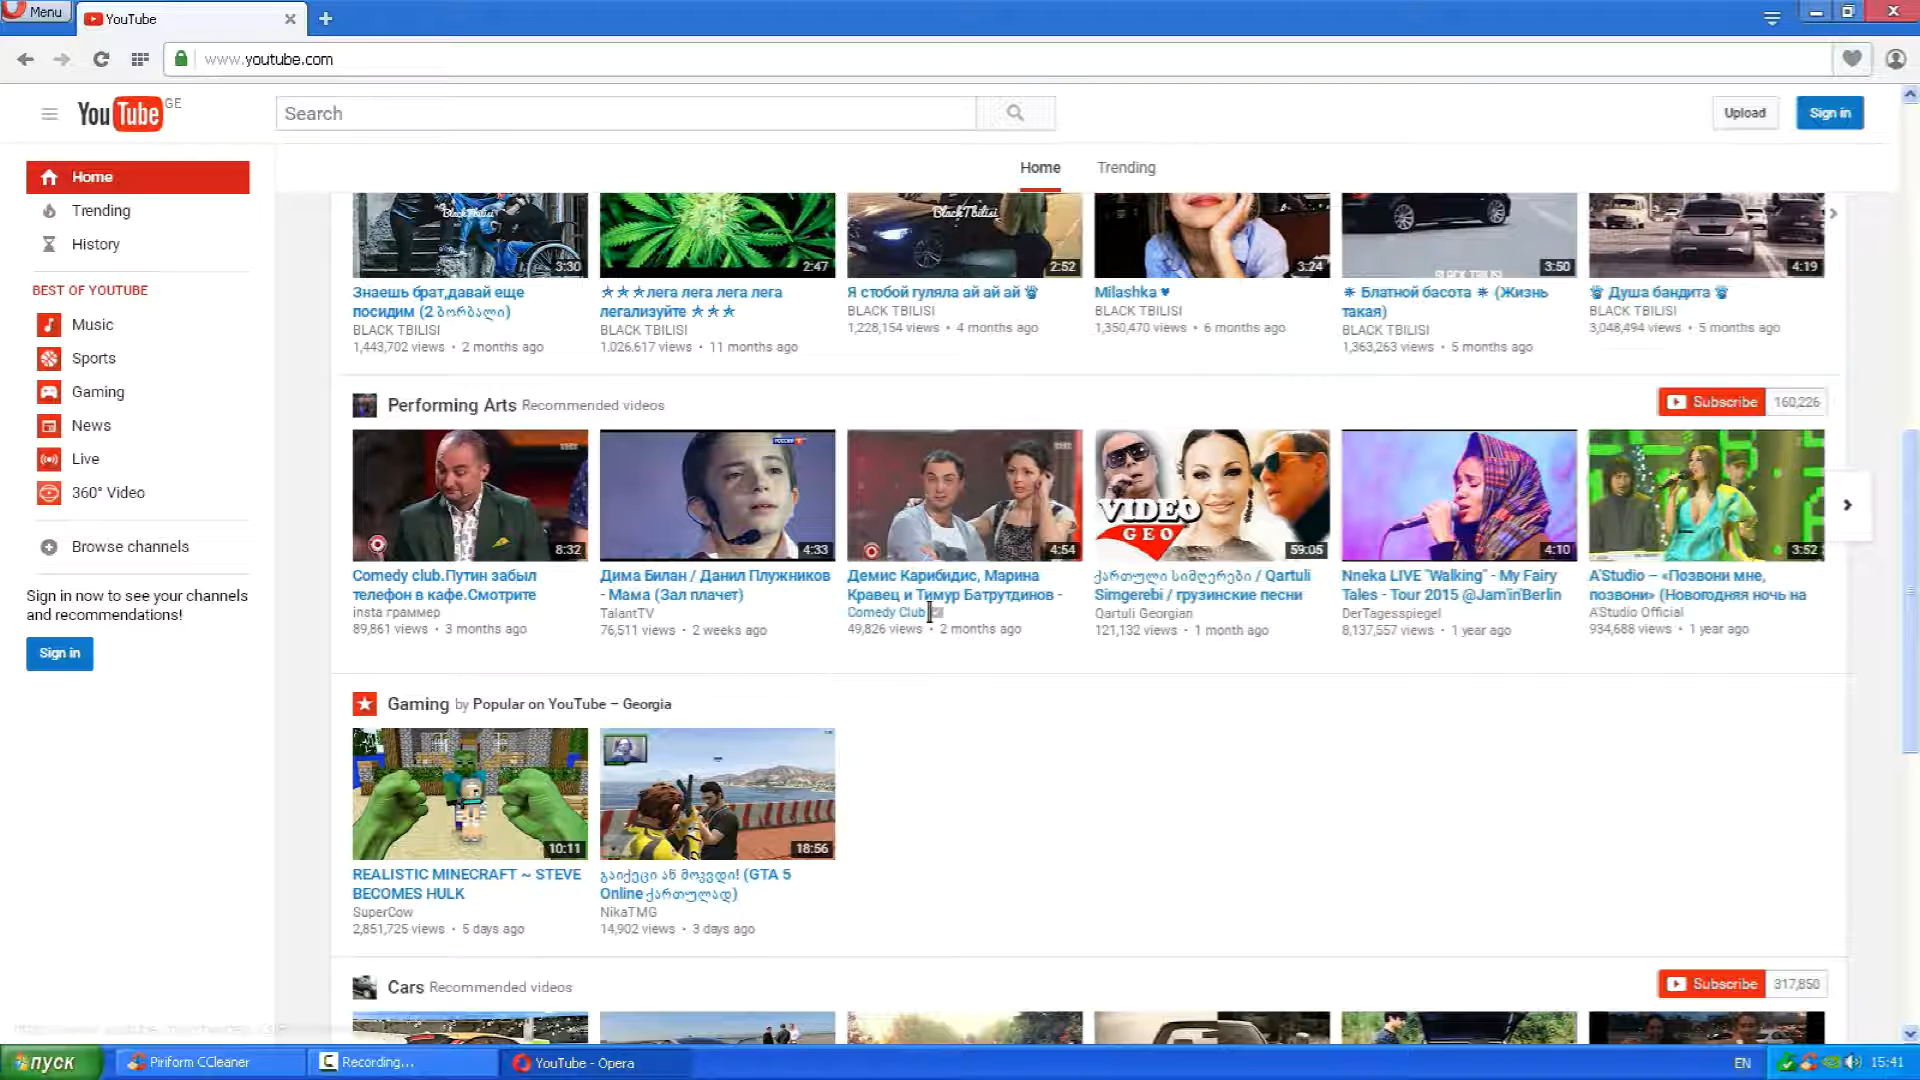 Menu
YouTube
www.youtube.com
YouTube GE
Search
Upload
Sign in
Home
Trending
Home
Trending
History
BEST OF YOUTUBE
Music
Sports
Gaming
News
Live
360° Video
Browse channels
Sign in now to see your channels
and recommendations!
Sign in
BlackTbilisi
3:30
Знаешь брат,давай еще
посидим (2 ბორბალი)
BLACK TBILISI
1,443,702 views • 2 months ago
2:47
★★★лега лега лега лега
легализуйте ★★★
BLACK TBILISI
1,026,617 views • 11 months ago
BlackTbilisi
2:52
Я стобой гуляла ай ай ай
BLACK TBILISI
1,228,154 views • 4 months ago
3:24
Milashka ♥
BLACK TBILISI
1,350,470 views • 6 months ago
BLACK TBILISI
3:50
✴ Блатной басота ✴ (Жизнь
такая)
BLACK TBILISI
1,363,263 views • 5 months ago
4:19
Душа бандита
BLACK TBILISI
3,048,494 views • 5 months ago
Performing Arts Recommended videos
Subscribe 160,226
8:32
Comedy club.Путин забыл
телефон в кафе.Смотрите
insta граммер
89,861 views • 3 months ago
РОССИЯ
4:33
Дима Билан / Данил Плужников
- Мама (Зал плачет)
TalantTV
76,511 views • 2 weeks ago
4:54
Демис Карибидис, Марина
Кравец и Тимур Батрутдинов -
Comedy Club
49,826 views • 2 months ago
VIDEO
GEO
59:05
ქართული სიმღერები / Qartuli
Simgerebi / грузинские песни
Qartuli Georgian
121,132 views • 1 month ago
4:10
Nneka LIVE "Walking" - My Fairy
Tales - Tour 2015 @Jam'in'Berlin
DerTagesspiegel
8,137,557 views • 1 year ago
3:52
A'Studio – «Позвони мне,
позвони» (Новогодняя ночь на
A'Studio Official
934,688 views • 1 year ago
Gaming by Popular on YouTube – Georgia
10:11
REALISTIC MINECRAFT ~ STEVE
BECOMES HULK
SuperCow
2,851,725 views • 5 days ago
18:56
გაიქეცი ან მოკვდი! (GTA 5
Online ქართულად)
NikaTMG
14,902 views • 3 days ago
Cars Recommended videos
Subscribe 317,850
пуск
Piriform CCleaner
Recording...
YouTube - Opera
EN
15:41